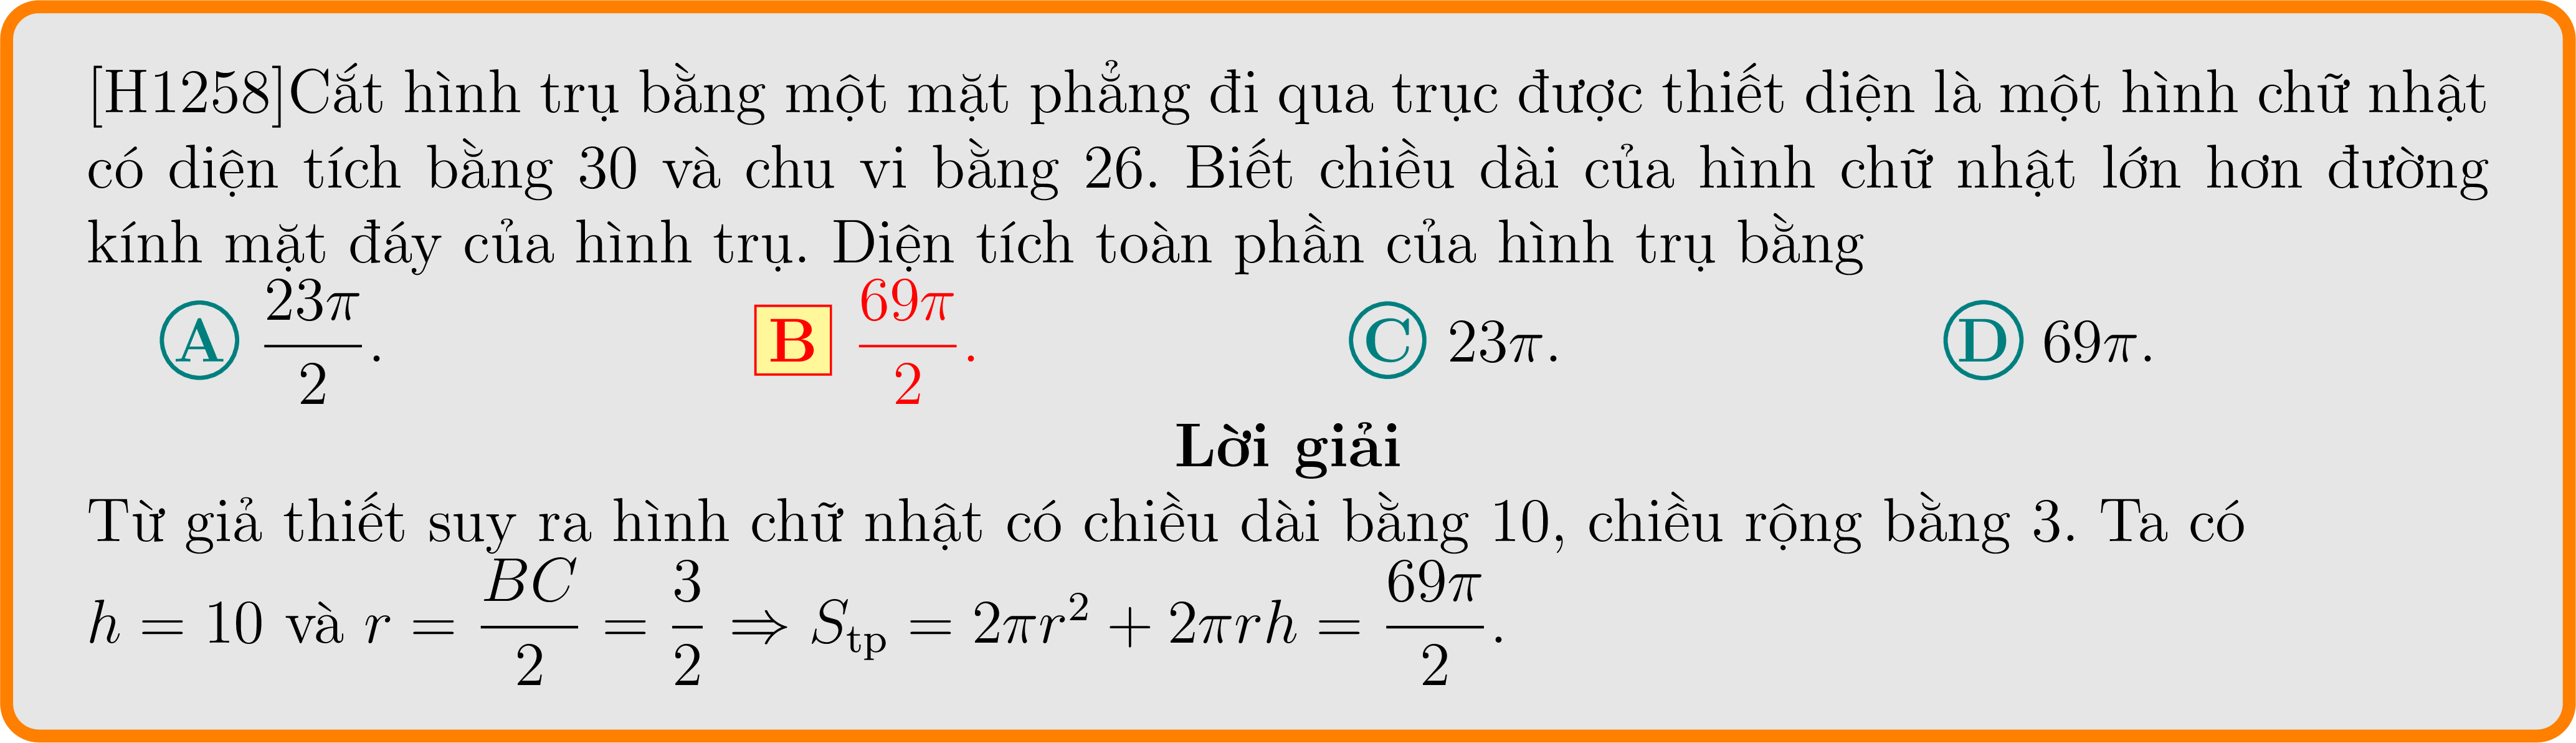 [H1258]Cắt hình trụ bằng một mặt phẳng đi qua trục được thiết diện là một hình chữ nhật
có diện tích bằng 30 và chu vi bằng 26. Biết chiều dài của hình chữ nhật lớn hơn đường
kính mặt đáy của hình trụ. Diện tích toàn phần của hình trụ bằng
A $\frac{23\pi}{2}$. B $\frac{69\pi}{2}$. C $23\pi$. D $69\pi$.
Lời giải
Từ giả thiết suy ra hình chữ nhật có chiều dài bằng 10, chiều rộng bằng 3. Ta có
$h = 10$ và $r = \frac{BC}{2} = \frac{3}{2} \Rightarrow S_{\text{tp}} = 2\pi r^2 + 2\pi rh = \frac{69\pi}{2}$.